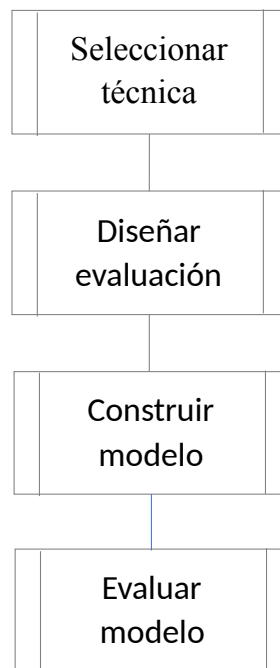 Seleccionar
técnica
Diseñar
evaluación
Construir
modelo
Evaluar
modelo